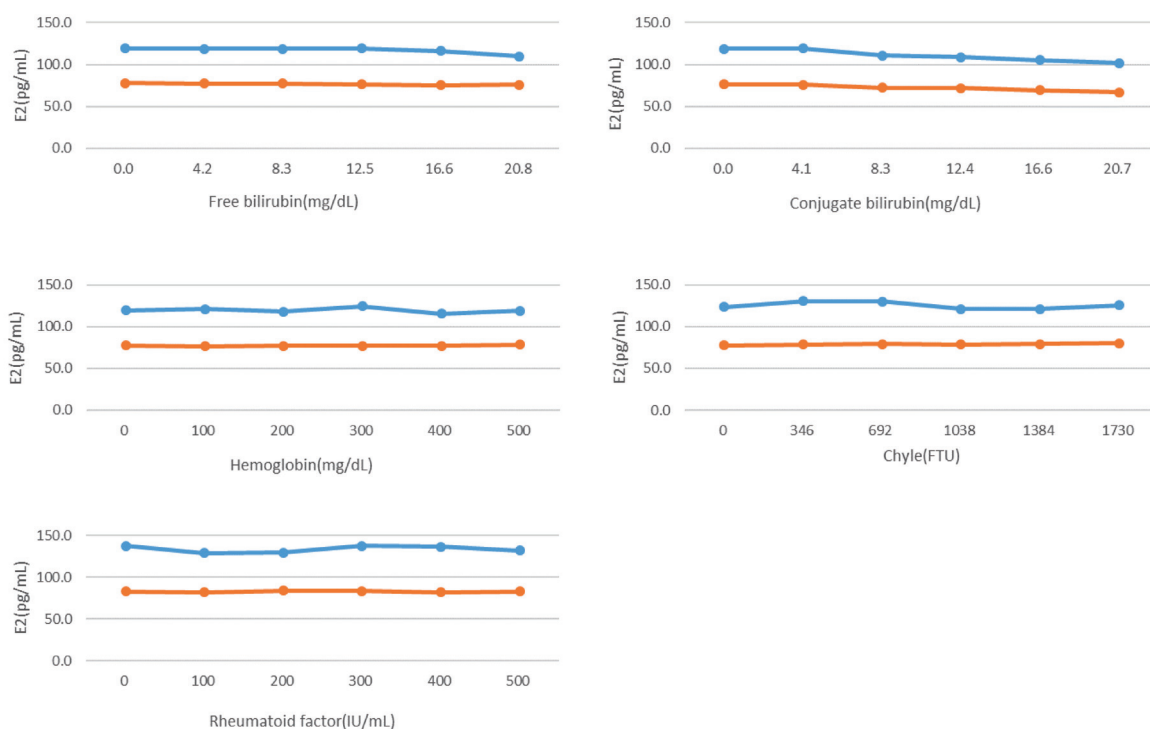 150.0
100.0
50.0
0.0
E2(pg/mL)
0.0 4.2 8.3 12.5 16.6 20.8
Free bilirubin(mg/dL)
150.0
100.0
50.0
0.0
E2(pg/mL)
0.0 4.1 8.3 12.4 16.6 20.7
Conjugate bilirubin(mg/dL)
150.0
100.0
50.0
0.0
E2(pg/mL)
0 100 200 300 400 500
Hemoglobin(mg/dL)
150.0
100.0
50.0
0.0
E2(pg/mL)
0 346 692 1038 1384 1730
Chyle(FTU)
150.0
100.0
50.0
0.0
E2(pg/mL)
0 100 200 300 400 500
Rheumatoid factor(IU/mL)